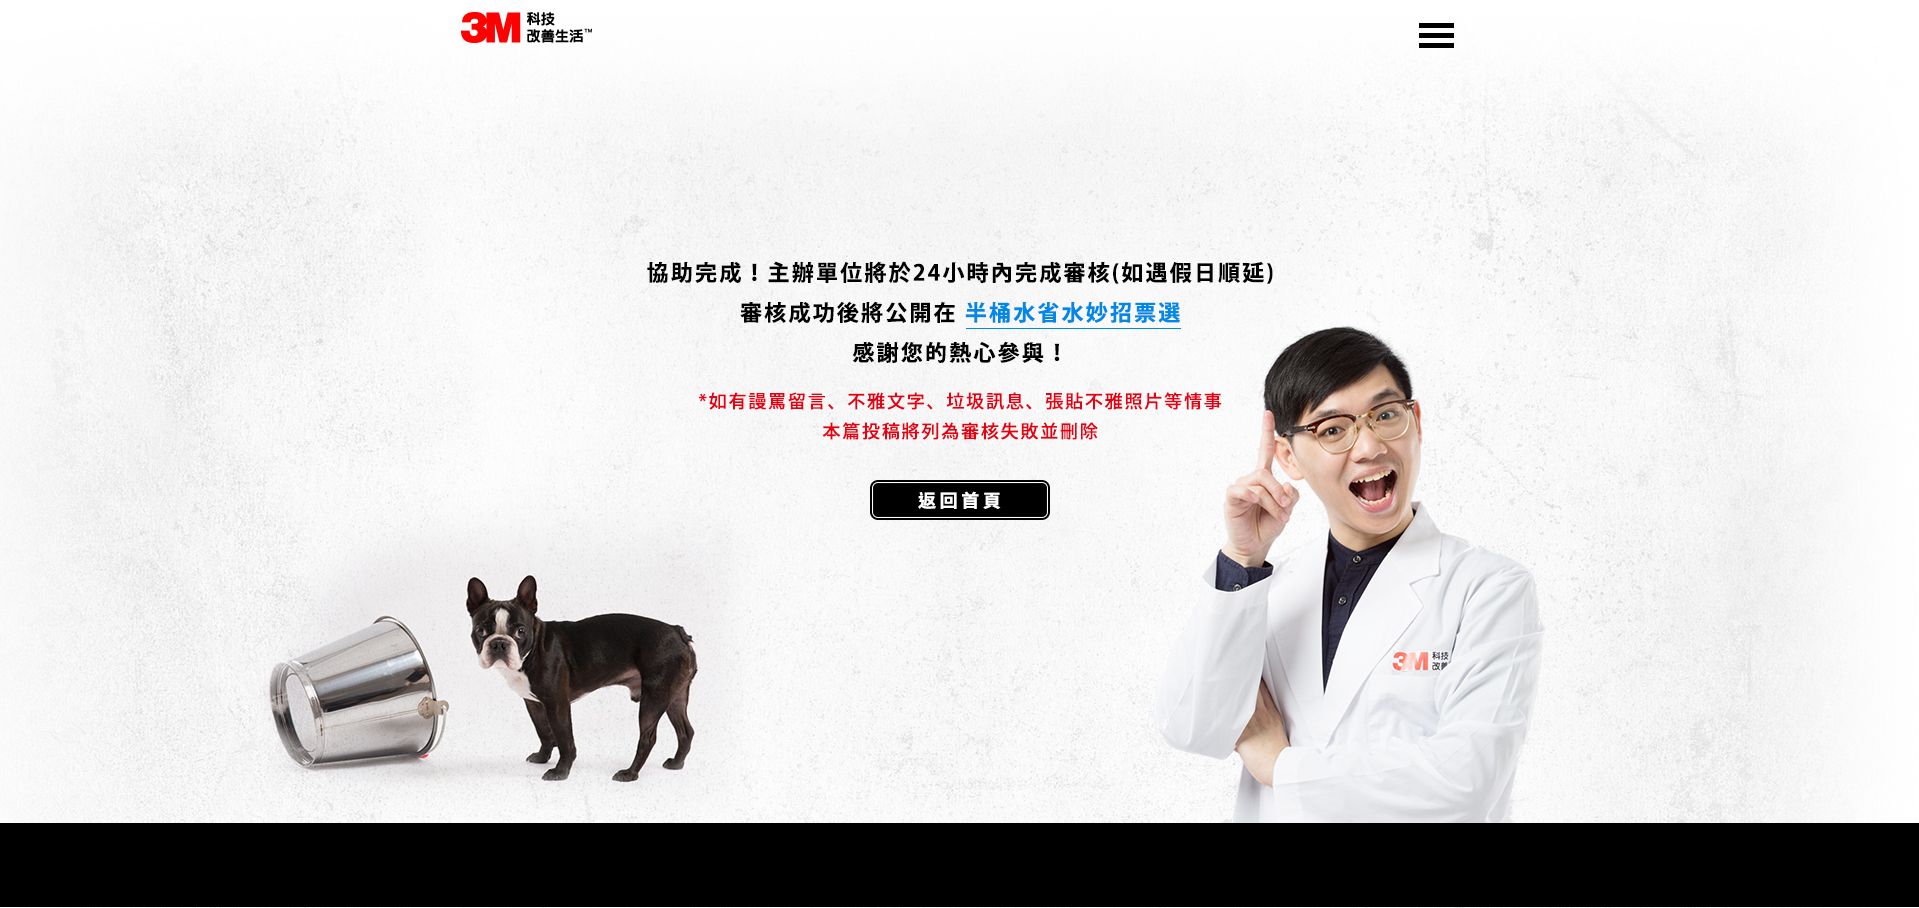 3M 科技
改善生活™
協助完成！主辦單位將於24小時內完成審核(如遇假日順延)
審核成功後將公開在 半桶水省水妙招票選
感謝您的熱心參與！
*如有謾罵留言、不雅文字、垃圾訊息、張貼不雅照片等情事
本篇投稿將列為審核失敗並刪除
返回首頁
3M 科技
改善